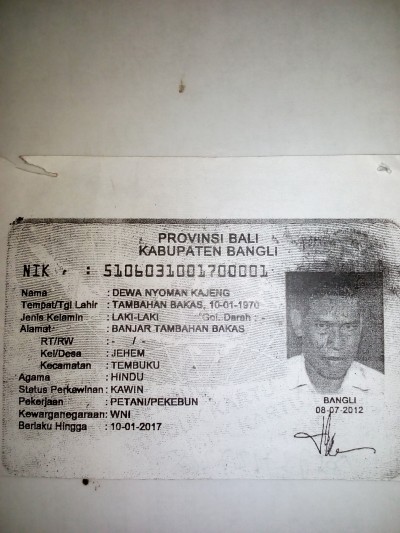 PROVINSI BALI
KABUPATEN BANGLI
NIK : 5106031001700001
Nama : DEWA NYOMAN KAJENG
Tempat/Tgl Lahir : TAMBAHAN BAKAS, 10-01-1970
Jenis Kelamin : LAKI-LAKI Gol. Darah : -
Alamat : BANJAR TAMBAHAN BAKAS
RT/RW : - / -
Kel/Desa : JEHEM
Kecamatan : TEMBUKU
Agama : HINDU
Status Perkawinan : KAWIN
Pekerjaan : PETANI/PEKEBUN
Kewarganegaraan : WNI
Berlaku Hingga : 10-01-2017
BANGLI
08-07-2012